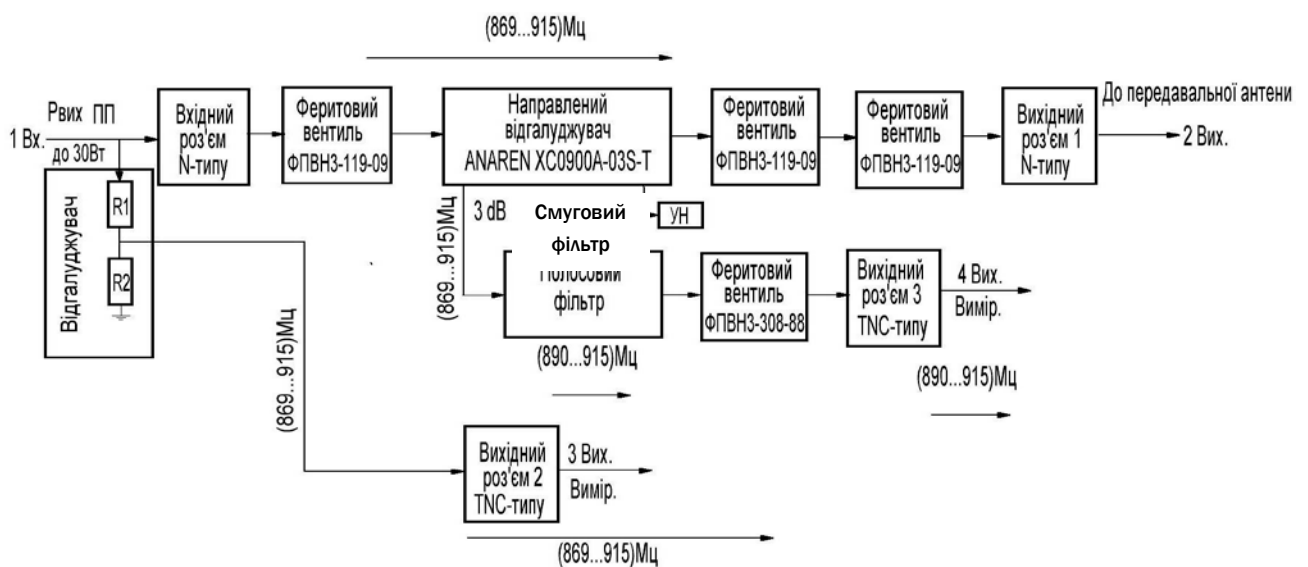 (869...915)Мц
Рвих ПП
1 Вх.
до 30Вт
Вхідний
роз'єм
N-типу
Феритовий
вентиль
ФПВН3-119-09
Направлений
відгалуджувач
ANAREN XC0900A-03S-T
Феритовий
вентиль
ФПВН3-119-09
Феритовий
вентиль
ФПВН3-119-09
Вихідний
роз'єм 1
N-типу
До передавальної антени
2 Вих.
Відгалуджувач
R1
R2
(869...915)Мц
3 dB
Смуговий
фільтр
УН
Полосовий
фільтр
Феритовий
вентиль
ФПВН3-308-88
Вихідний
роз'єм 3
TNC-типу
4 Вих.
Вимір.
(890...915)Мц
(890...915)Мц
(869...915)Мц
Вихідний
роз'єм 2
TNC-типу
3 Вих.
Вимір.
(869...915)Мц